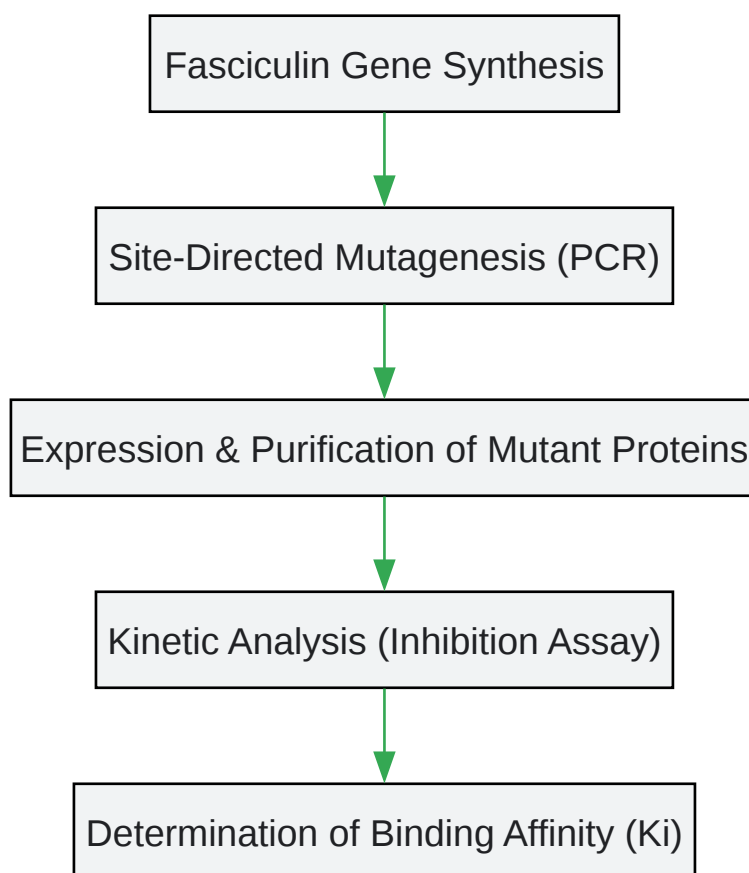 Fasciculin Gene Synthesis
Site-Directed Mutagenesis (PCR)
Expression & Purification of Mutant Proteins
Kinetic Analysis (Inhibition Assay)
Determination of Binding Affinity (Ki)